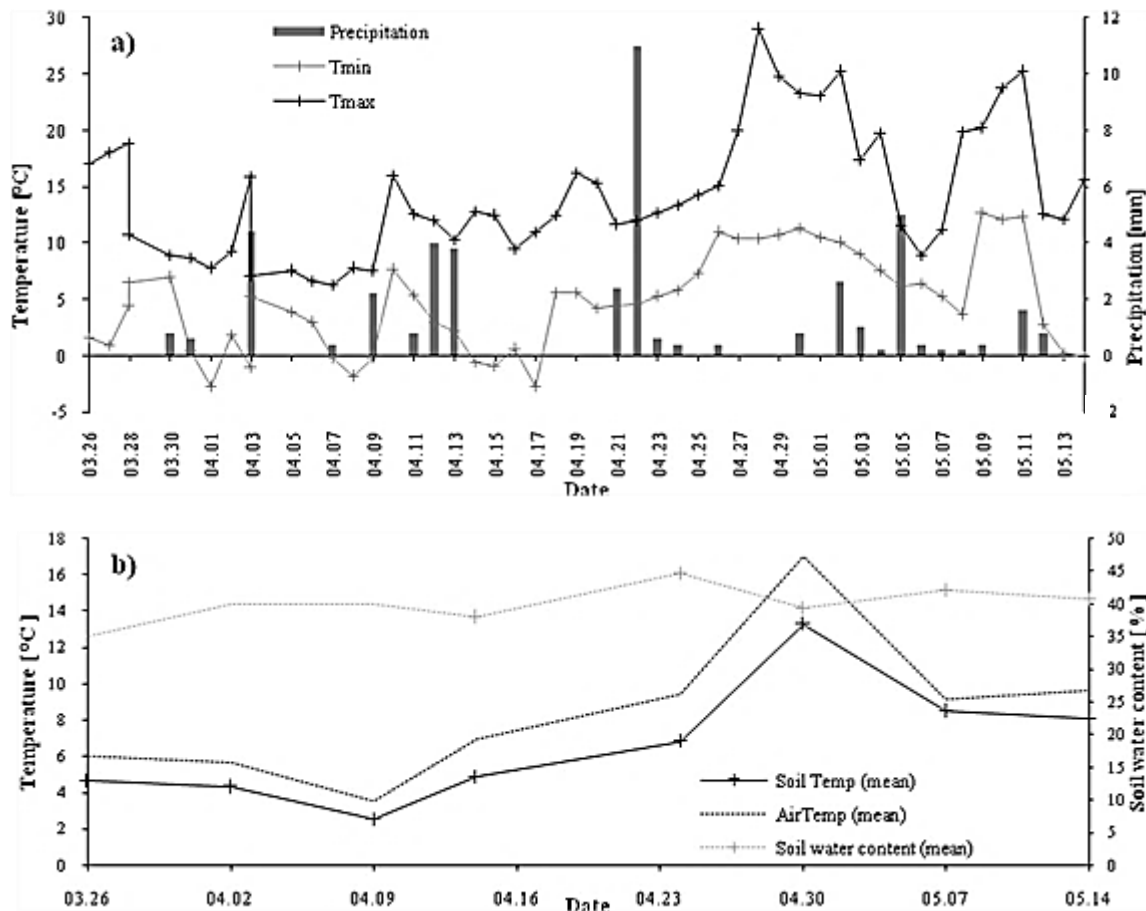 a)
Precipitation
Tmin
Tmax
Temperature [°C]
30
25
20
15
10
5
0
-5
Precipitation [mm]
12
10
8
6
4
2
0
2
03.26 03.28 03.30 04.01 04.03 04.05 04.07 04.09 04.11 04.13 04.15 04.17 04.19 04.21 04.23 04.25 04.27 04.29 05.01 05.03 05.05 05.07 05.09 05.11 05.13
Date
b)
Temperature [°C]
18
16
14
12
10
8
6
4
2
0
Soil water content [%]
50
45
40
35
30
25
20
15
10
5
0
Soil Temp (mean)
AirTemp (mean)
Soil water content (mean)
03.26 04.02 04.09 04.16 04.23 04.30 05.07 05.14
Date